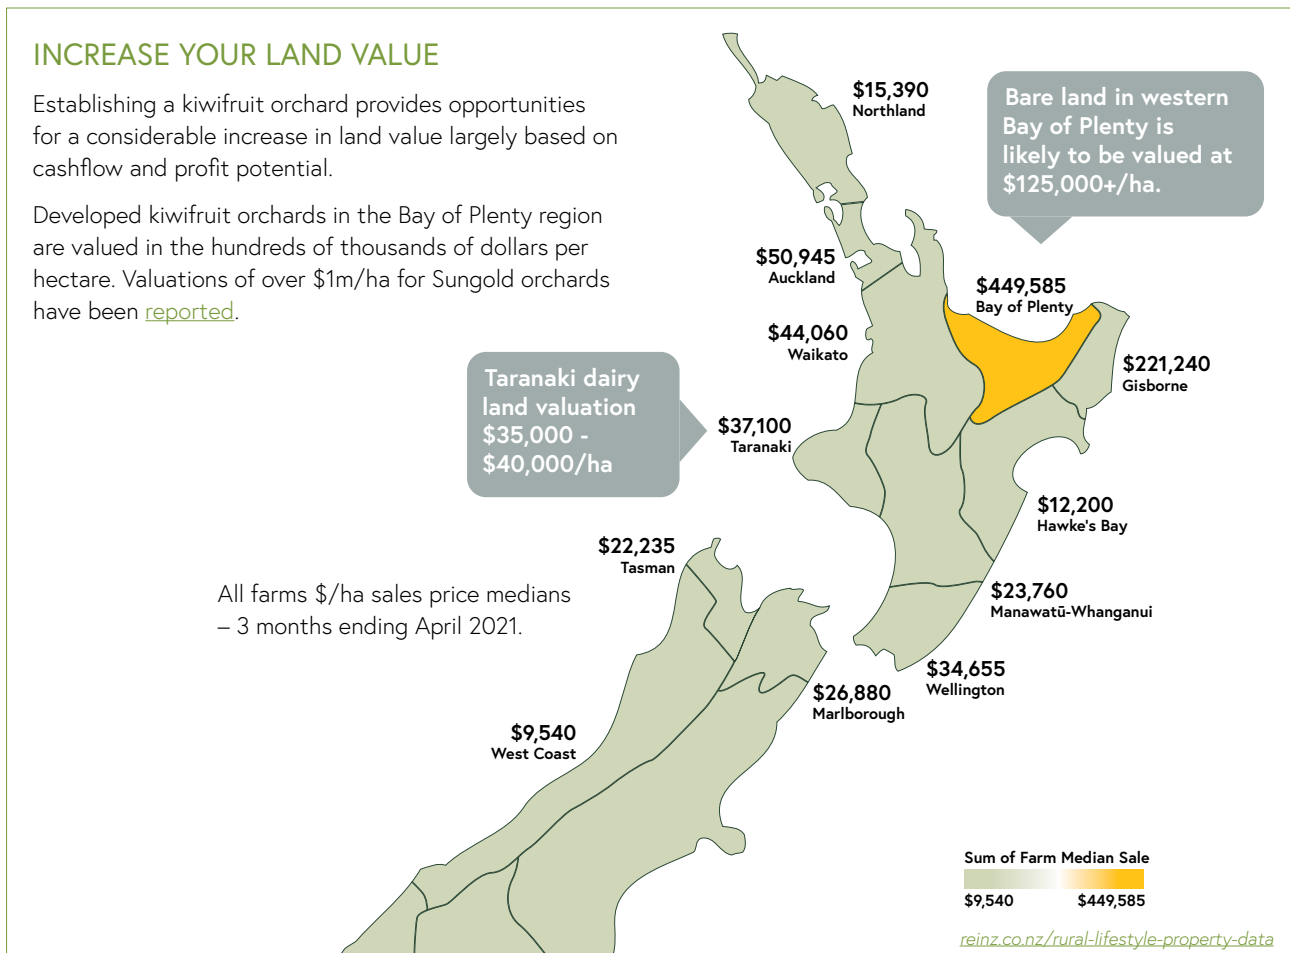 INCREASE YOUR LAND VALUE
Establishing a kiwifruit orchard provides opportunities
for a considerable increase in land value largely based on
cashflow and profit potential.
Developed kiwifruit orchards in the Bay of Plenty region
are valued in the hundreds of thousands of dollars per
hectare. Valuations of over $1m/ha for Sungold orchards
have been reported.
$15,390
Northland
Bare land in western
Bay of Plenty is
likely to be valued at
$125,000+/ha.
$50,945
Auckland
$449,585
Bay of Plenty
$44,060
Waikato
$221,240
Gisborne
Taranaki dairy
land valuation
$35,000 -
$40,000/ha
$37,100
Taranaki
$12,200
Hawke's Bay
$22,235
Tasman
All farms $/ha sales price medians
– 3 months ending April 2021.
$23,760
Manawatū-Whanganui
$34,655
Wellington
$26,880
Marlborough
$9,540
West Coast
Sum of Farm Median Sale
$9,540 $449,585
reinz.co.nz/rural-lifestyle-property-data